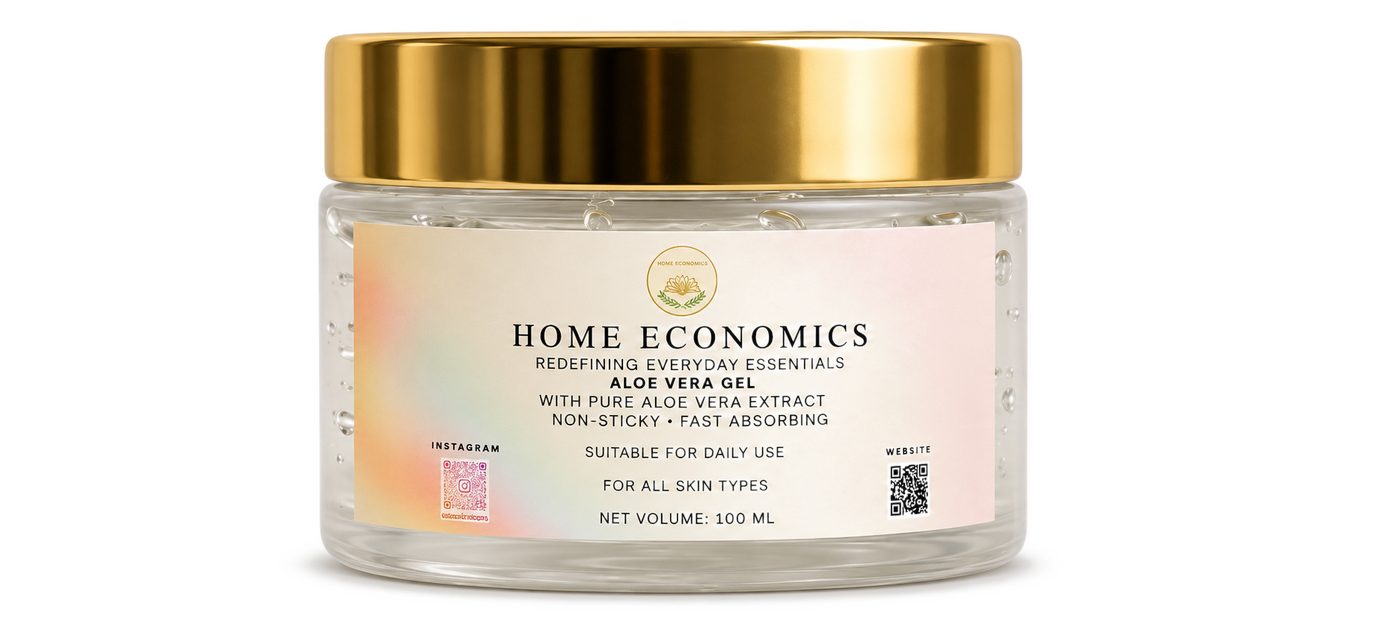 HOME ECONOMICS
HOME ECONOMICS
REDEFINING EVERYDAY ESSENTIALS
ALOE VERA GEL
WITH PURE ALOE VERA EXTRACT
NON-STICKY • FAST ABSORBING
SUITABLE FOR DAILY USE
FOR ALL SKIN TYPES
NET VOLUME: 100 ML
INSTAGRAM
WEBSITE